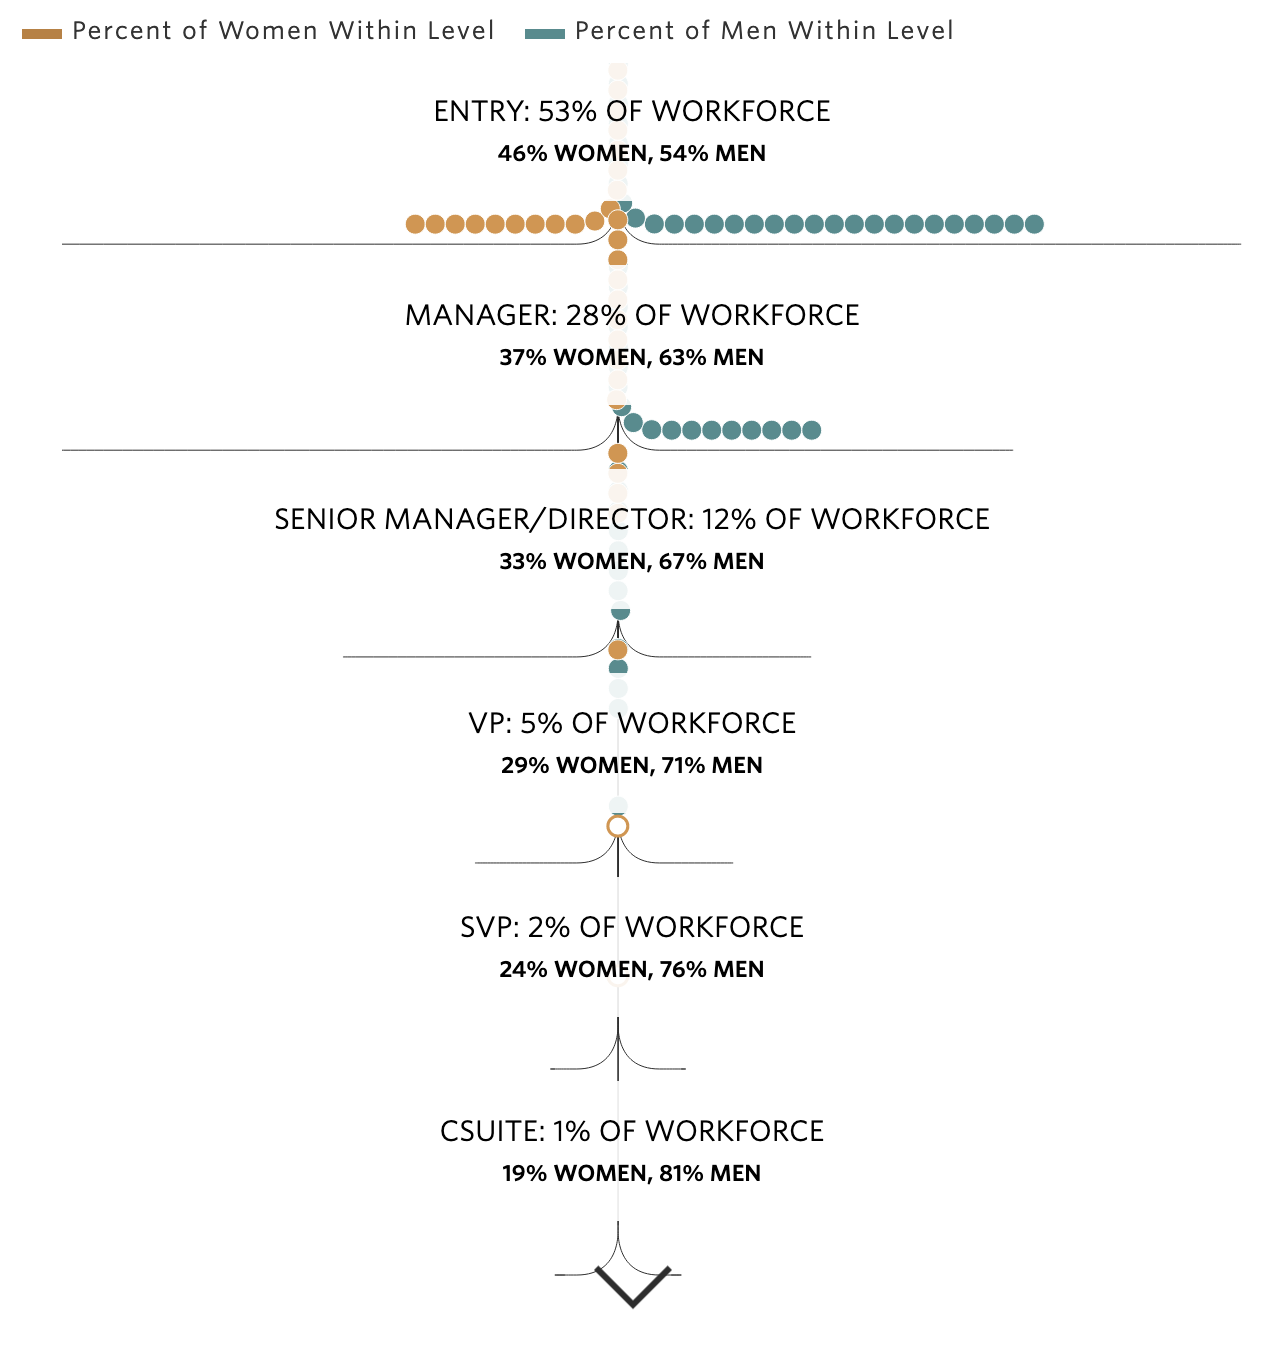 Percent of Women Within Level Percent of Men Within Level
ENTRY: 53% OF WORKFORCE
46% WOMEN, 54% MEN
MANAGER: 28% OF WORKFORCE
37% WOMEN, 63% MEN
SENIOR MANAGER/DIRECTOR: 12% OF WORKFORCE
33% WOMEN, 67% MEN
VP: 5% OF WORKFORCE
29% WOMEN, 71% MEN
SVP: 2% OF WORKFORCE
24% WOMEN, 76% MEN
CSUITE: 1% OF WORKFORCE
19% WOMEN, 81% MEN